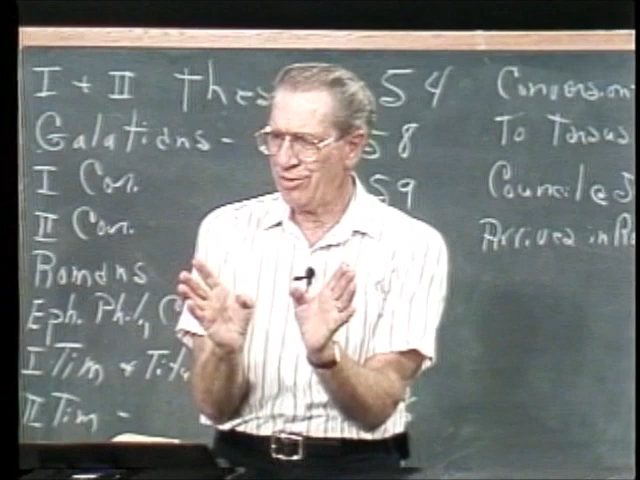 I + II Thes 54
Galatians - 58
I Cor. 59
II Cor.
Romans
Eph. Phil,
I Tim + Tit
II Tim -
Conversion
To Tarsus
Council @
Arrived in